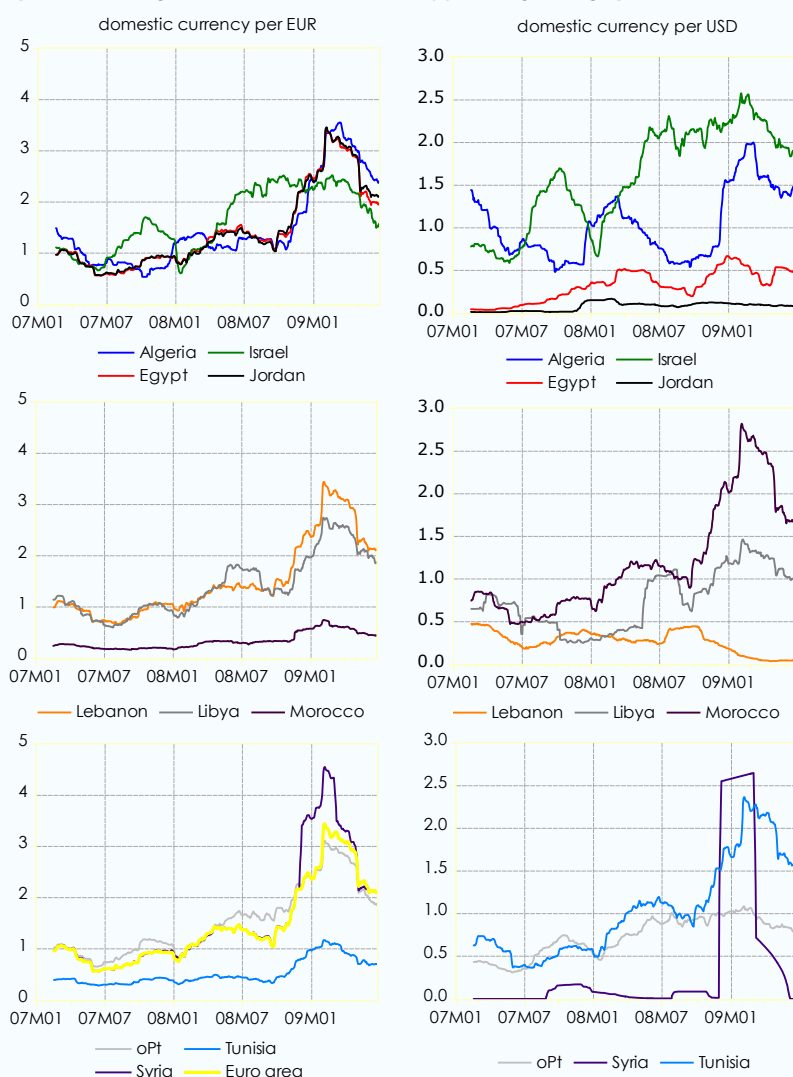 domestic currency per EUR
5
4
3
2
1
0
07M01 07M07 08M01 08M07 09M01
Algeria Israel
Egypt Jordan
domestic currency per USD
3.0
2.5
2.0
1.5
1.0
0.5
0.0
07M01 07M07 08M01 08M07 09M01
Algeria Israel
Egypt Jordan
5
4
3
2
1
0
07M01 07M07 08M01 08M07 09M01
Lebanon Libya Morocco
3.0
2.5
2.0
1.5
1.0
0.5
0.0
07M01 07M07 08M01 08M07 09M01
Lebanon Libya Morocco
5
4
3
2
1
0
07M01 07M07 08M01 08M07 09M01
oPt Tunisia
Syria Euro area
3.0
2.5
2.0
1.5
1.0
0.5
0.0
07M01 07M07 08M01 08M07 09M01
oPt Syria Tunisia